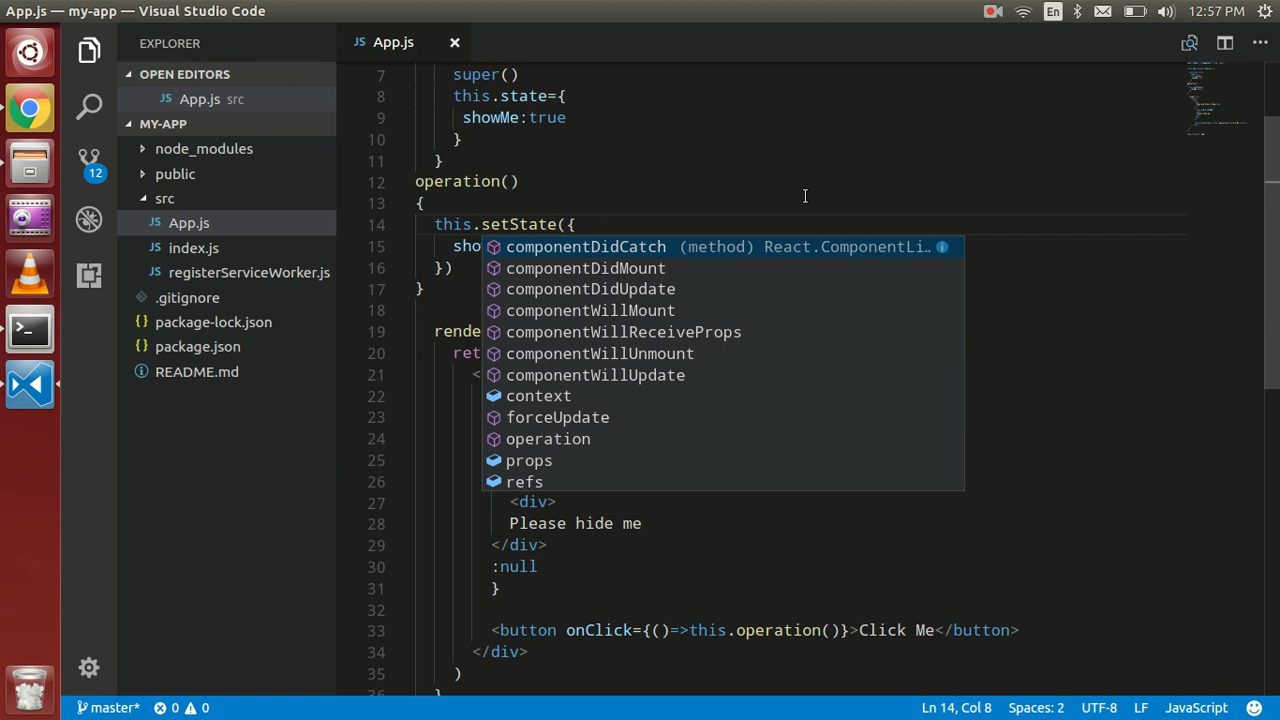 App.js — my-app — Visual Studio Code
En
12:57 PM
EXPLORER
OPEN EDITORS
JS App.js src
MY-APP
node_modules
public
src
JS App.js
JS index.js
JS registerServiceWorker.js
.gitignore
{} package-lock.json
{} package.json
README.md
12
JS App.js
7 super()
8 this.state={
9 showMe:true
10 }
11 }
12 operation()
13 {
14 this.setState({
15 sho
16 })
17 }
18
19 rende
20 ret
21 <
22
23
24
25
26
27 <div>
28 Please hide me
29 </div>
30 :null
31 }
32
33 <button onClick={()=>this.operation()}>Click Me</button>
34 </div>
35 )
36 }
componentDidCatch (method) React.ComponentLi…
componentDidMount
componentDidUpdate
componentWillMount
componentWillReceiveProps
componentWillUnmount
componentWillUpdate
context
forceUpdate
operation
props
refs
master* 0 0
Ln 14, Col 8 Spaces: 2 UTF-8 LF JavaScript